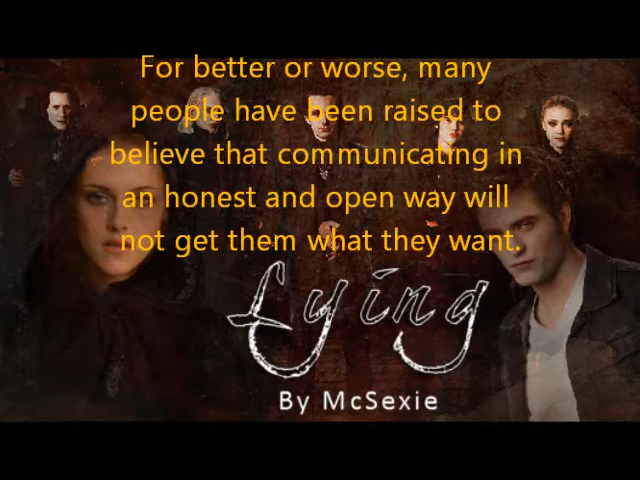 For better or worse, many
people have been raised to
believe that communicating in
an honest and open way will
not get them what they want.
Lying
By McSexie